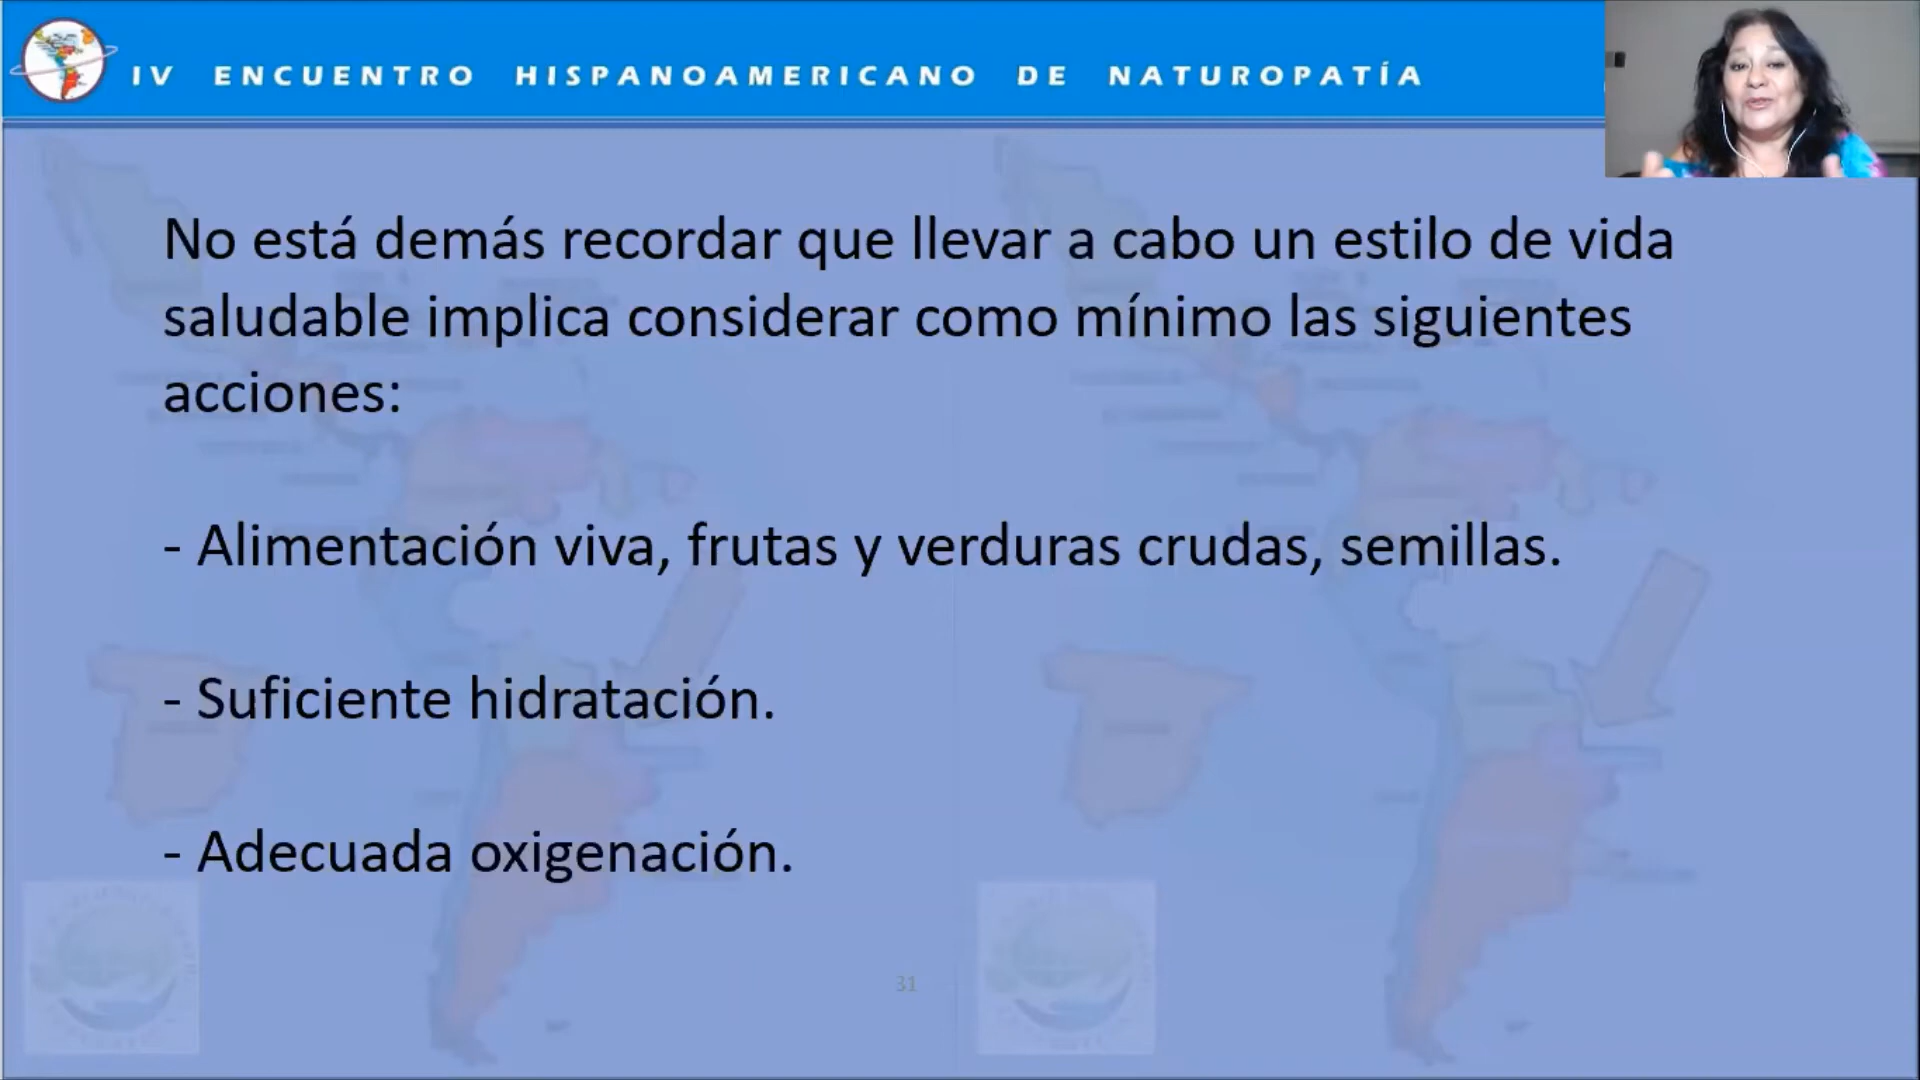 IV ENCUENTRO HISPANOAMERICANO DE NATUROPATÍA
No está demás recordar que llevar a cabo un estilo de vida
saludable implica considerar como mínimo las siguientes
acciones:
- Alimentación viva, frutas y verduras crudas, semillas.
- Suficiente hidratación.
- Adecuada oxigenación.
31